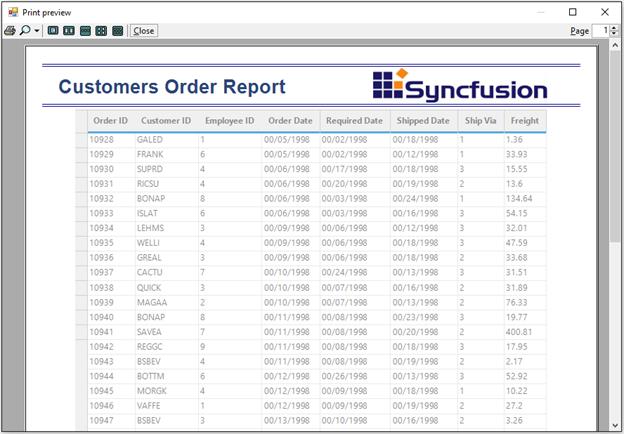 Print preview
Close Page 1
Customers Order Report Syncfusion
Order ID Customer ID Employee ID Order Date Required Date Shipped Date Ship Via Freight
10928 GALED 1 00/05/1998 00/02/1998 00/18/1998 1 1.36
10929 FRANK 6 00/05/1998 00/02/1998 00/12/1998 1 33.93
10930 SUPRD 4 00/06/1998 00/17/1998 00/18/1998 3 15.55
10931 RICSU 4 00/06/1998 00/20/1998 00/19/1998 2 13.6
10932 BONAP 8 00/06/1998 00/03/1998 00/24/1998 1 134.64
10933 ISLAT 6 00/06/1998 00/03/1998 00/16/1998 3 54.15
10934 LEHMS 3 00/09/1998 00/06/1998 00/12/1998 3 32.01
10935 WELLI 4 00/09/1998 00/06/1998 00/18/1998 3 47.59
10936 GREAL 3 00/09/1998 00/06/1998 00/18/1998 2 33.68
10937 CACTU 7 00/10/1998 00/24/1998 00/13/1998 3 31.51
10938 QUICK 3 00/10/1998 00/07/1998 00/16/1998 2 31.89
10939 MAGAA 2 00/10/1998 00/07/1998 00/13/1998 2 76.33
10940 BONAP 8 00/11/1998 00/08/1998 00/23/1998 3 19.77
10941 SAVEA 7 00/11/1998 00/08/1998 00/20/1998 2 400.81
10942 REGGC 9 00/11/1998 00/08/1998 00/18/1998 3 17.95
10943 BSBEV 4 00/11/1998 00/08/1998 00/19/1998 2 2.17
10944 BOTTM 6 00/12/1998 00/26/1998 00/13/1998 3 52.92
10945 MORGK 4 00/12/1998 00/09/1998 00/18/1998 1 10.22
10946 VAFFE 1 00/12/1998 00/09/1998 00/19/1998 2 27.2
10947 BSBEV 3 00/13/1998 00/10/1998 00/16/1998 2 3.26